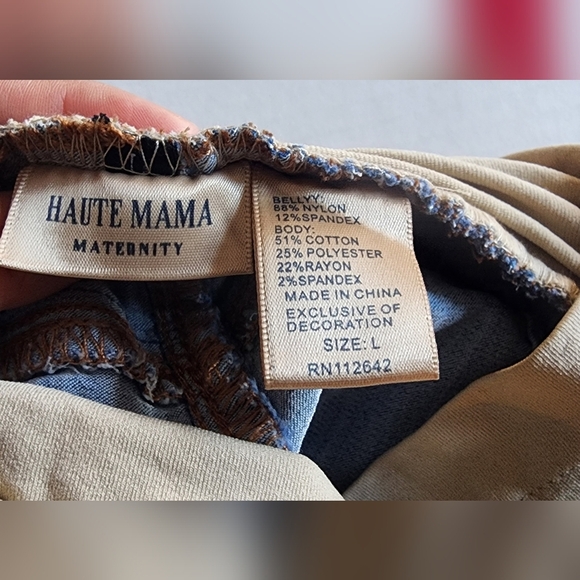 HAUTE MAMA
MATERNITY
BELLYY:
88% NYLON
12%SPANDEX
BODY:
51% COTTON
25% POLYESTER
22%RAYON
2%SPANDEX
MADE IN CHINA
EXCLUSIVE OF
DECORATION
SIZE: L
RN112642